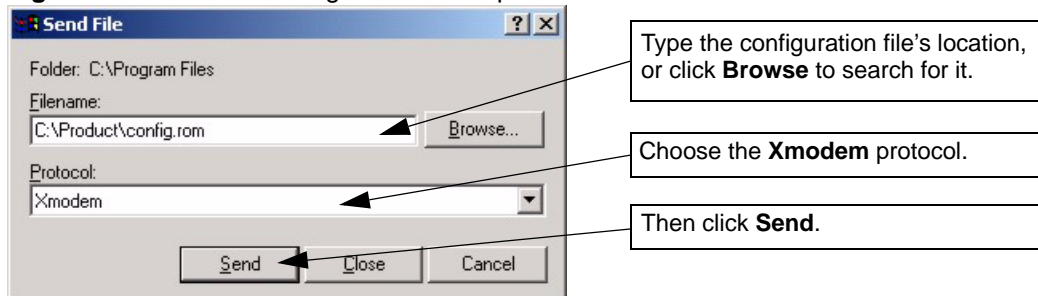 Send File
Folder: C:\Program Files
Filename:
C:\Product\config.rom
Browse...
Protocol:
Xmodem
Send
Close
Cancel
Type the configuration file's location,
or click Browse to search for it.
Choose the Xmodem protocol.
Then click Send.